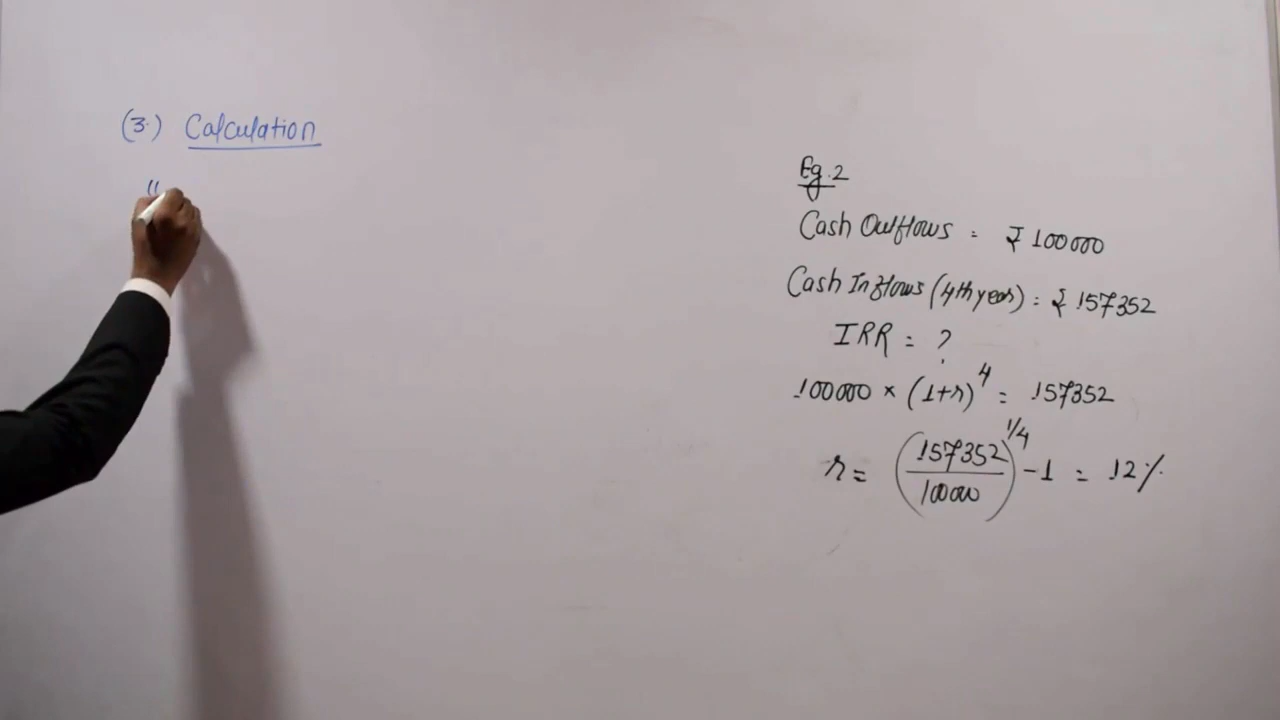 (3.) Calculation
"
Eg.2
Cash Outflows = ₹ 100000
Cash Inflows (4th year) = ₹ 157352
IRR = ?
100000 × (1+r)^4 = 157352
r = (157352/100000)^1/4 - 1 = 12%